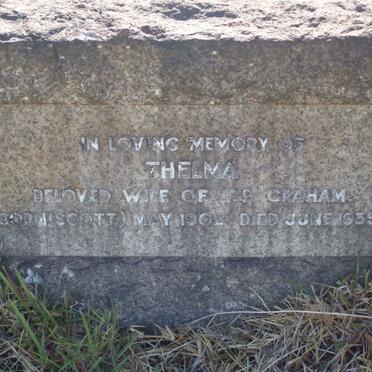 IN LOVING MEMORY OF
THELMA
BELOVED WIFE OF GRAHAM
SCOTT) MAY 1902 DIED JUNE